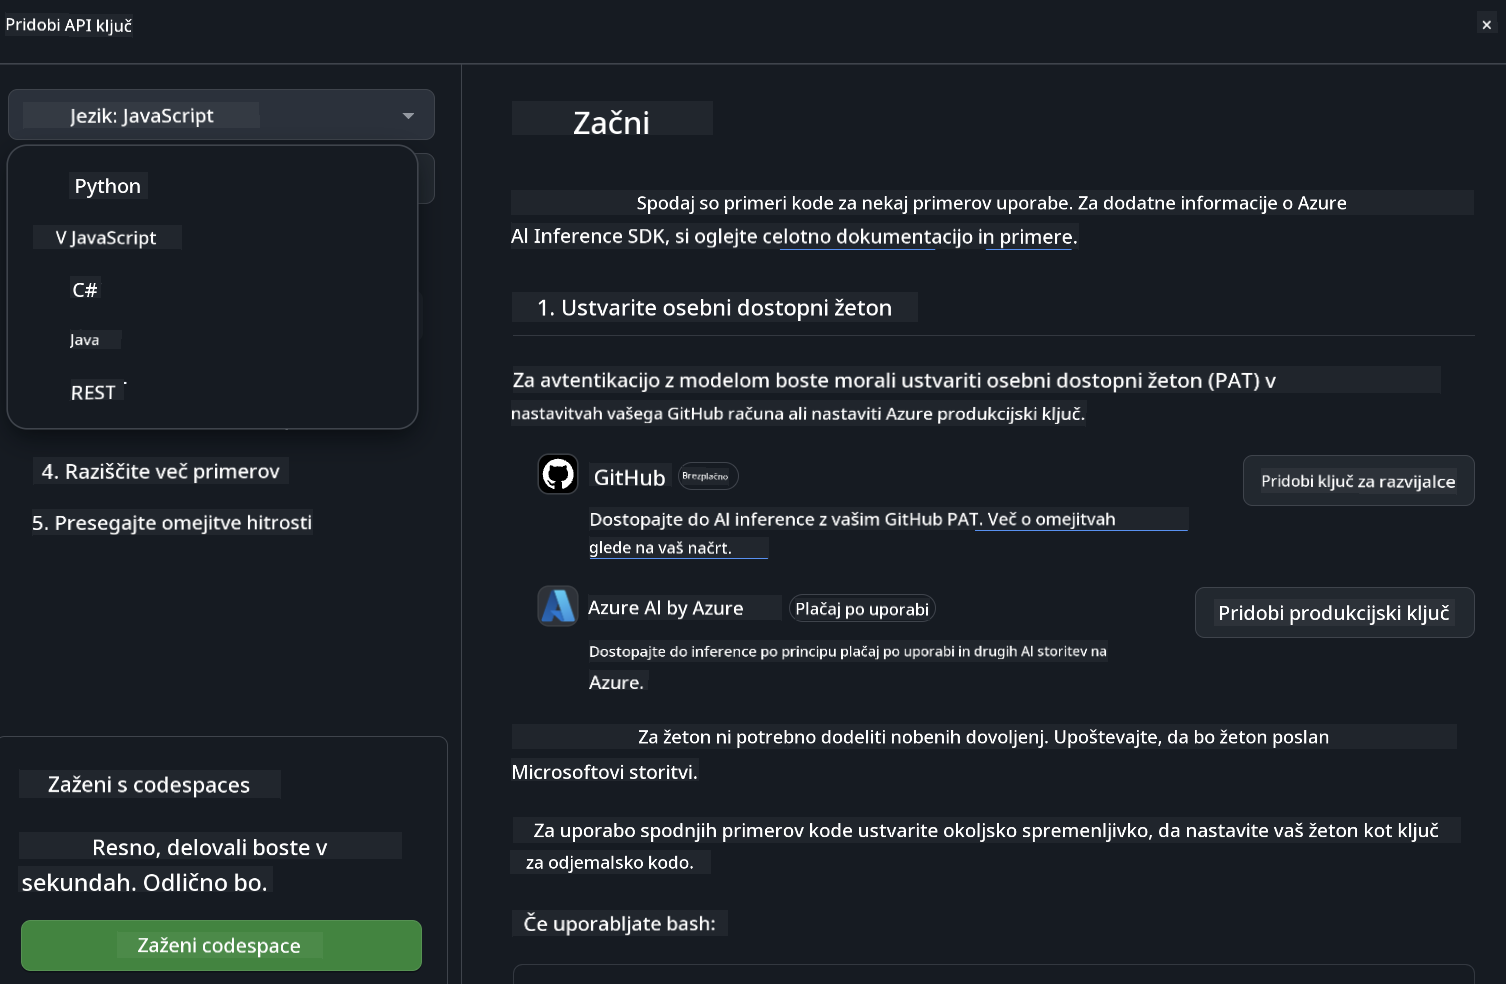 Pridobi API ključ
×
Jezik: JavaScript
Python
V JavaScript
C#
Java
REST
4. Raziščite več primerov
5. Presegajte omejitve hitrosti
Zaženi s codespaces
Resno, delovali boste v
sekundah. Odlično bo.
Zaženi codespace
Začni
Spodaj so primeri kode za nekaj primerov uporabe. Za dodatne informacije o Azure
AI Inference SDK, si oglejte celotno dokumentacijo in primere.
1. Ustvarite osebni dostopni žeton
Za avtentikacijo z modelom boste morali ustvariti osebni dostopni žeton (PAT) v
nastavitvah vašega GitHub računa ali nastaviti Azure produkcijski ključ.
GitHub Brezplačno
Pridobi ključ za razvijalce
Dostopajte do AI inference z vašim GitHub PAT. Več o omejitvah
glede na vaš načrt.
Azure AI by Azure Plačaj po uporabi
Pridobi produkcijski ključ
Dostopajte do inference po principu plačaj po uporabi in drugih AI storitev na
Azure.
Za žeton ni potrebno dodeliti nobenih dovoljenj. Upoštevajte, da bo žeton poslan
Microsoftovi storitvi.
Za uporabo spodnjih primerov kode ustvarite okoljsko spremenljivko, da nastavite vaš žeton kot ključ
za odjemalsko kodo.
Če uporabljate bash: